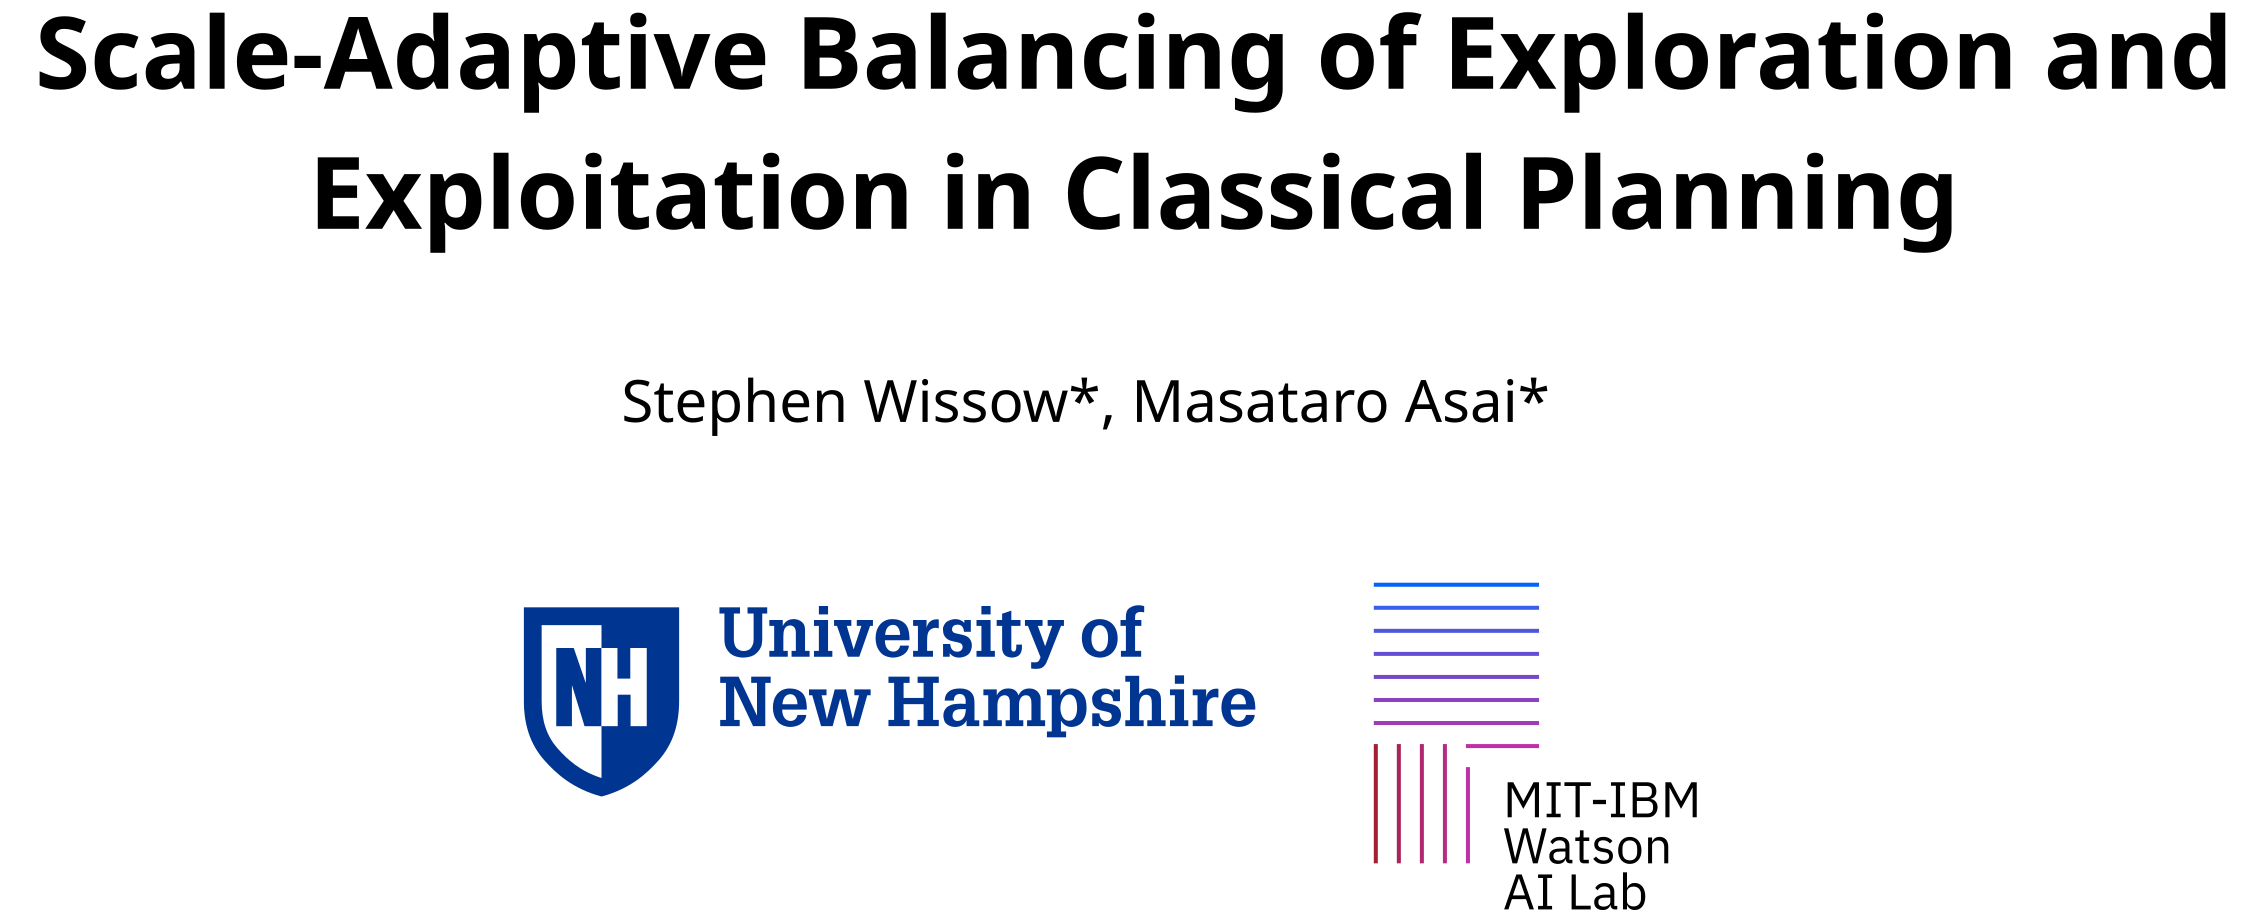 Scale-Adaptive Balancing of Exploration and
Exploitation in Classical Planning
Stephen Wissow*, Masataro Asai*
NH
University of
New Hampshire
MIT-IBM
Watson
AI Lab